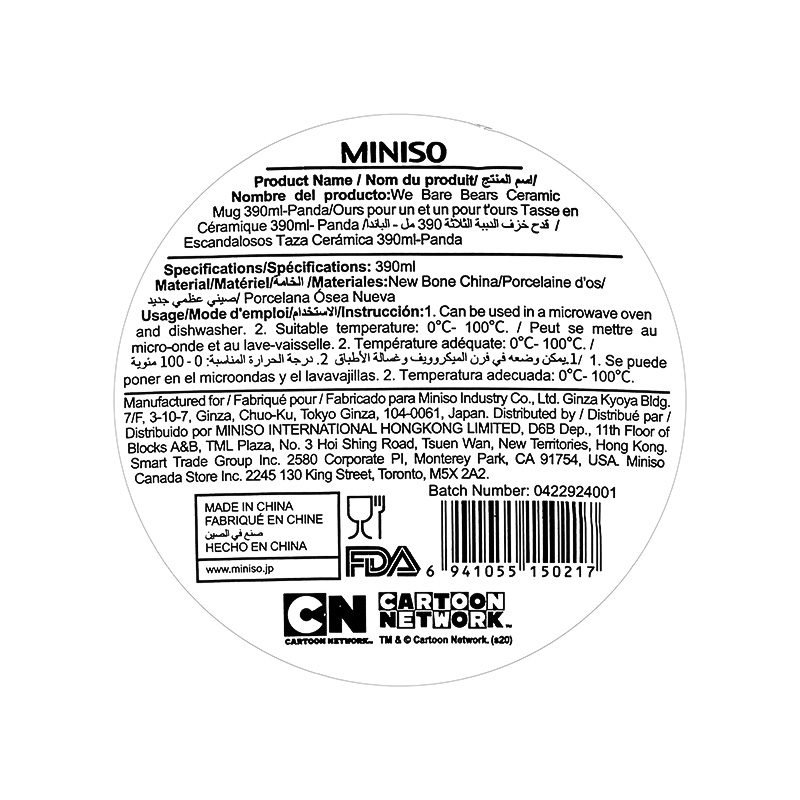 MINISO
Product Name / Nom du produit/ اسم المنتج/
Nombre del producto:We Bare Bears Ceramic
Mug 390ml-Panda/Ours pour un et un pour t'ours Tasse en
Céramique 390ml- Panda / قدح خزف الدببة الثلاثة 390 مل - الباندا /
Escandalosos Taza Cerámica 390ml-Panda
Specifications/Spécifications: 390ml
Material/Matériel/الخامة/Materiales:New Bone China/Porcelaine d'os/
صيني عظمي جديد/ Porcelana Ósea Nueva
Usage/Mode d'emploi/الاستخدام/Instrucción:1. Can be used in a microwave oven
and dishwasher. 2. Suitable temperature: 0°C- 100°C. / Peut se mettre au
micro-onde et au lave-vaisselle. 2. Température adéquate: 0°C- 100°C. /
1.يمكن وضعه في فرن الميكروويف وغسالة الأطباق. 2. درجة الحرارة المناسبة: 0 - 100 مئوية/ 1. Se puede
poner en el microondas y el lavavajillas. 2. Temperatura adecuada: 0°C- 100°C.
Manufactured for / Fabriqué pour / Fabricado para Miniso Industry Co., Ltd. Ginza Kyoya Bldg.
7/F, 3-10-7, Ginza, Chuo-Ku, Tokyo Ginza, 104-0061, Japan. Distributed by / Distribué par /
Distribuido por MINISO INTERNATIONAL HONGKONG LIMITED, D6B Dep., 11th Floor of
Blocks A&B, TML Plaza, No. 3 Hoi Shing Road, Tsuen Wan, New Territories, Hong Kong.
Smart Trade Group Inc. 2580 Corporate Pl, Monterey Park, CA 91754, USA. Miniso
Canada Store Inc. 2245 130 King Street, Toronto, M5X 2A2.
Batch Number: 0422924001
MADE IN CHINA
FABRIQUÉ EN CHINE
صنع في الصين
HECHO EN CHINA
www.miniso.jp
FDA
6 941055 150217
CN CARTOON
NETWORK™
CARTOON NETWORK™ TM & © Cartoon Network. (s20)